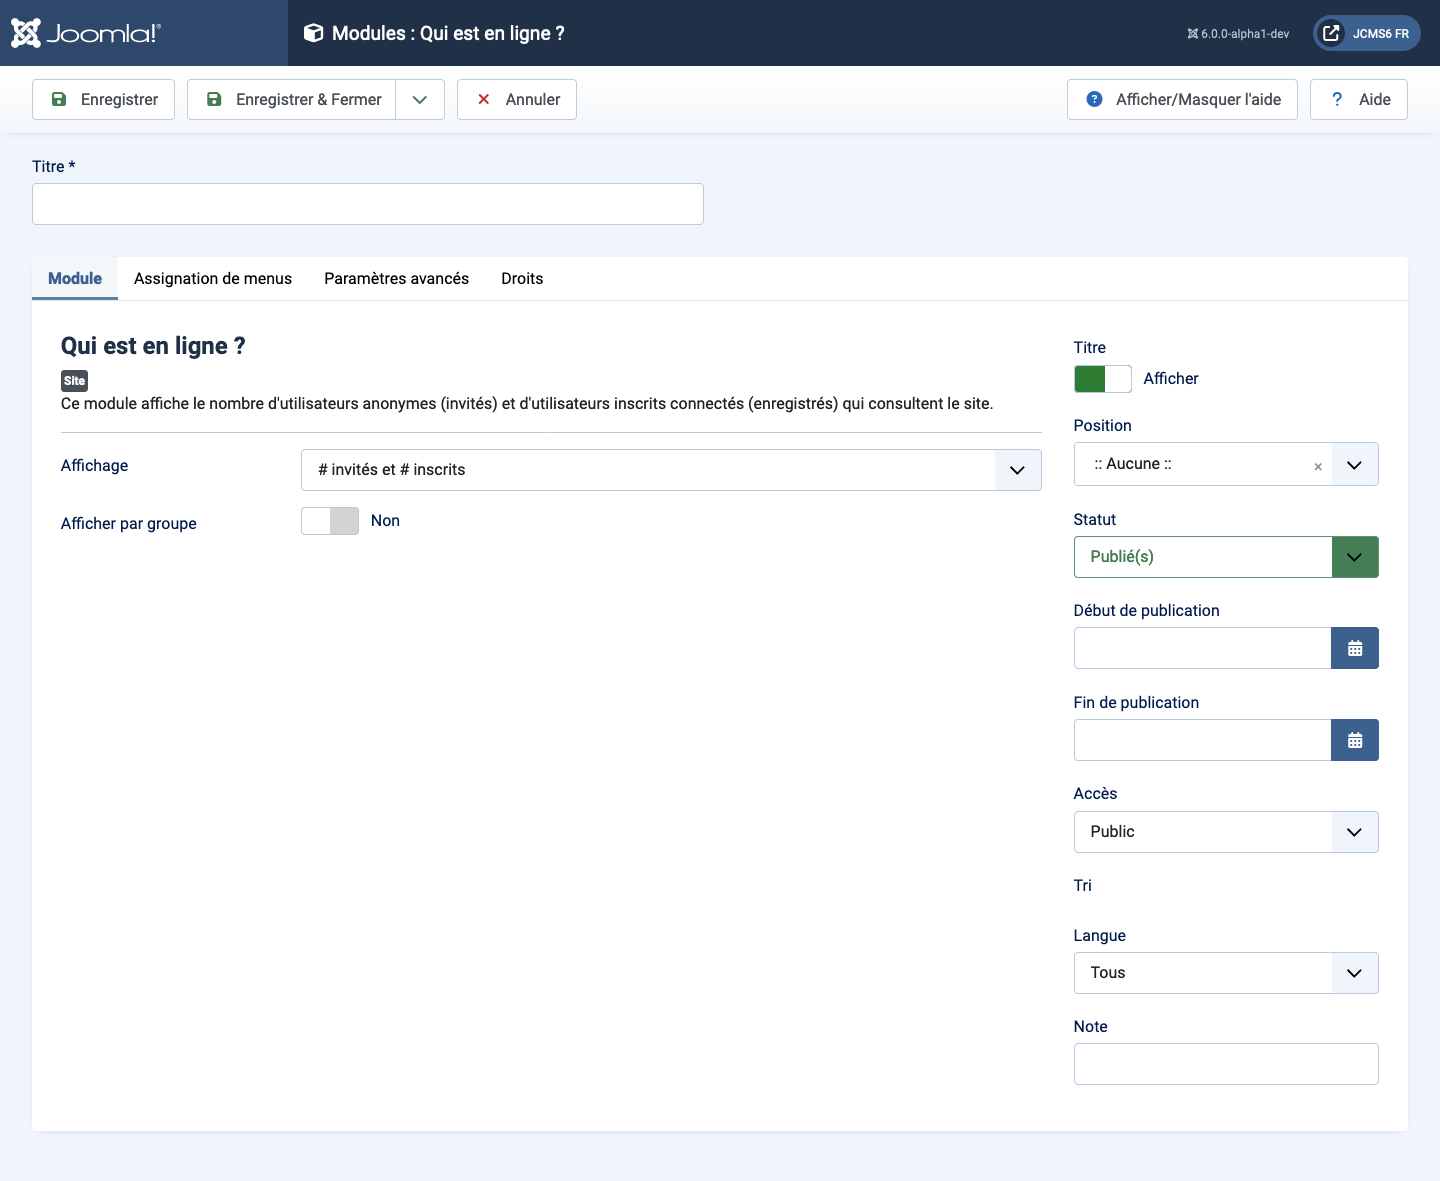 Joomla!®
Modules : Qui est en ligne ?
6.0.0-alpha1-dev
JCMS6 FR
Enregistrer
Enregistrer & Fermer
Annuler
Afficher/Masquer l'aide
? Aide
Titre *
Module
Assignation de menus
Paramètres avancés
Droits
Qui est en ligne ?
Site
Ce module affiche le nombre d'utilisateurs anonymes (invités) et d'utilisateurs inscrits connectés (enregistrés) qui consultent le site.
Affichage
# invités et # inscrits
Afficher par groupe
Non
Titre
Afficher
Position
:: Aucune ::
×
Statut
Publié(s)
Début de publication
Fin de publication
Accès
Public
Tri
Langue
Tous
Note